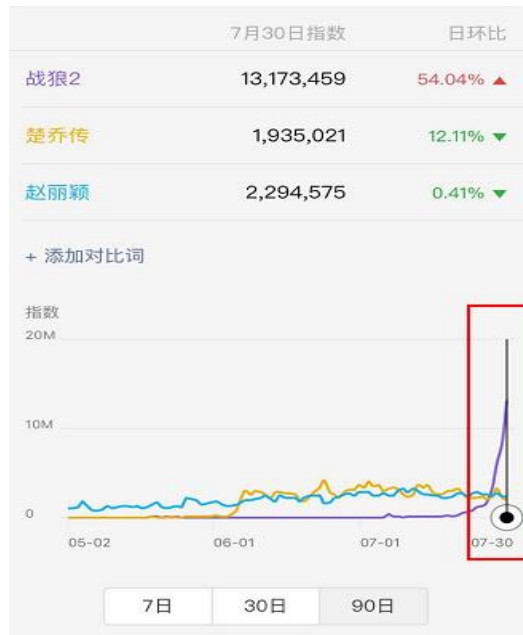 7月30日指数 日环比
战狼2 13,173,459 54.04% ▲
楚乔传 1,935,021 12.11% ▼
赵丽颖 2,294,575 0.41% ▼
+ 添加对比词
指数
20M
10M
0
05-02 06-01 07-01 07-30
7日 30日 90日